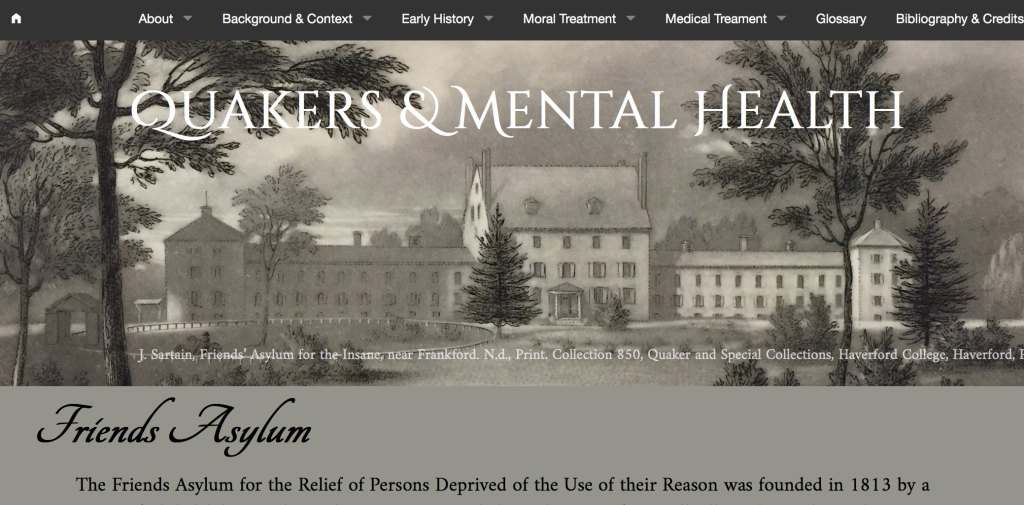 About Background & Context Early History Moral Treatment Medical Treament Glossary Bibliography & Credits
QUAKERS & MENTAL HEALTH
J. Sartain, Friends' Asylum for the Insane, near Frankford. N.d., Print. Collection 850, Quaker and Special Collections, Haverford College, Haverford,
Friends Asylum
The Friends Asylum for the Relief of Persons Deprived of the Use of their Reason was founded in 1813 by a